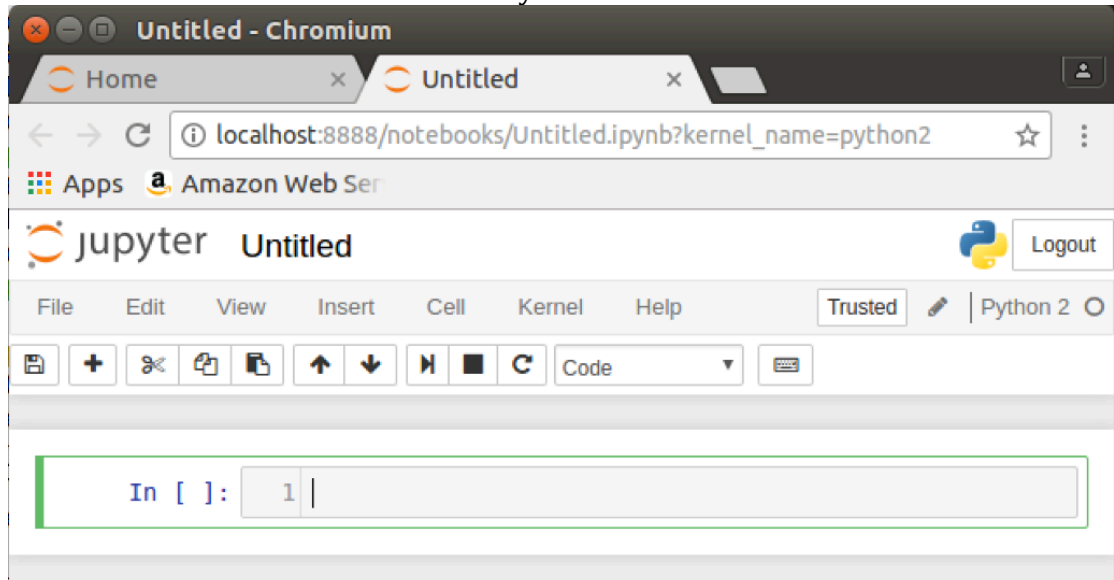 Untitled - Chromium
Home × Untitled ×
localhost:8888/notebooks/Untitled.ipynb?kernel_name=python2
Apps Amazon Web Ser
jupyter Untitled Logout
File Edit View Insert Cell Kernel Help Trusted Python 2
Code
In [ ]: 1